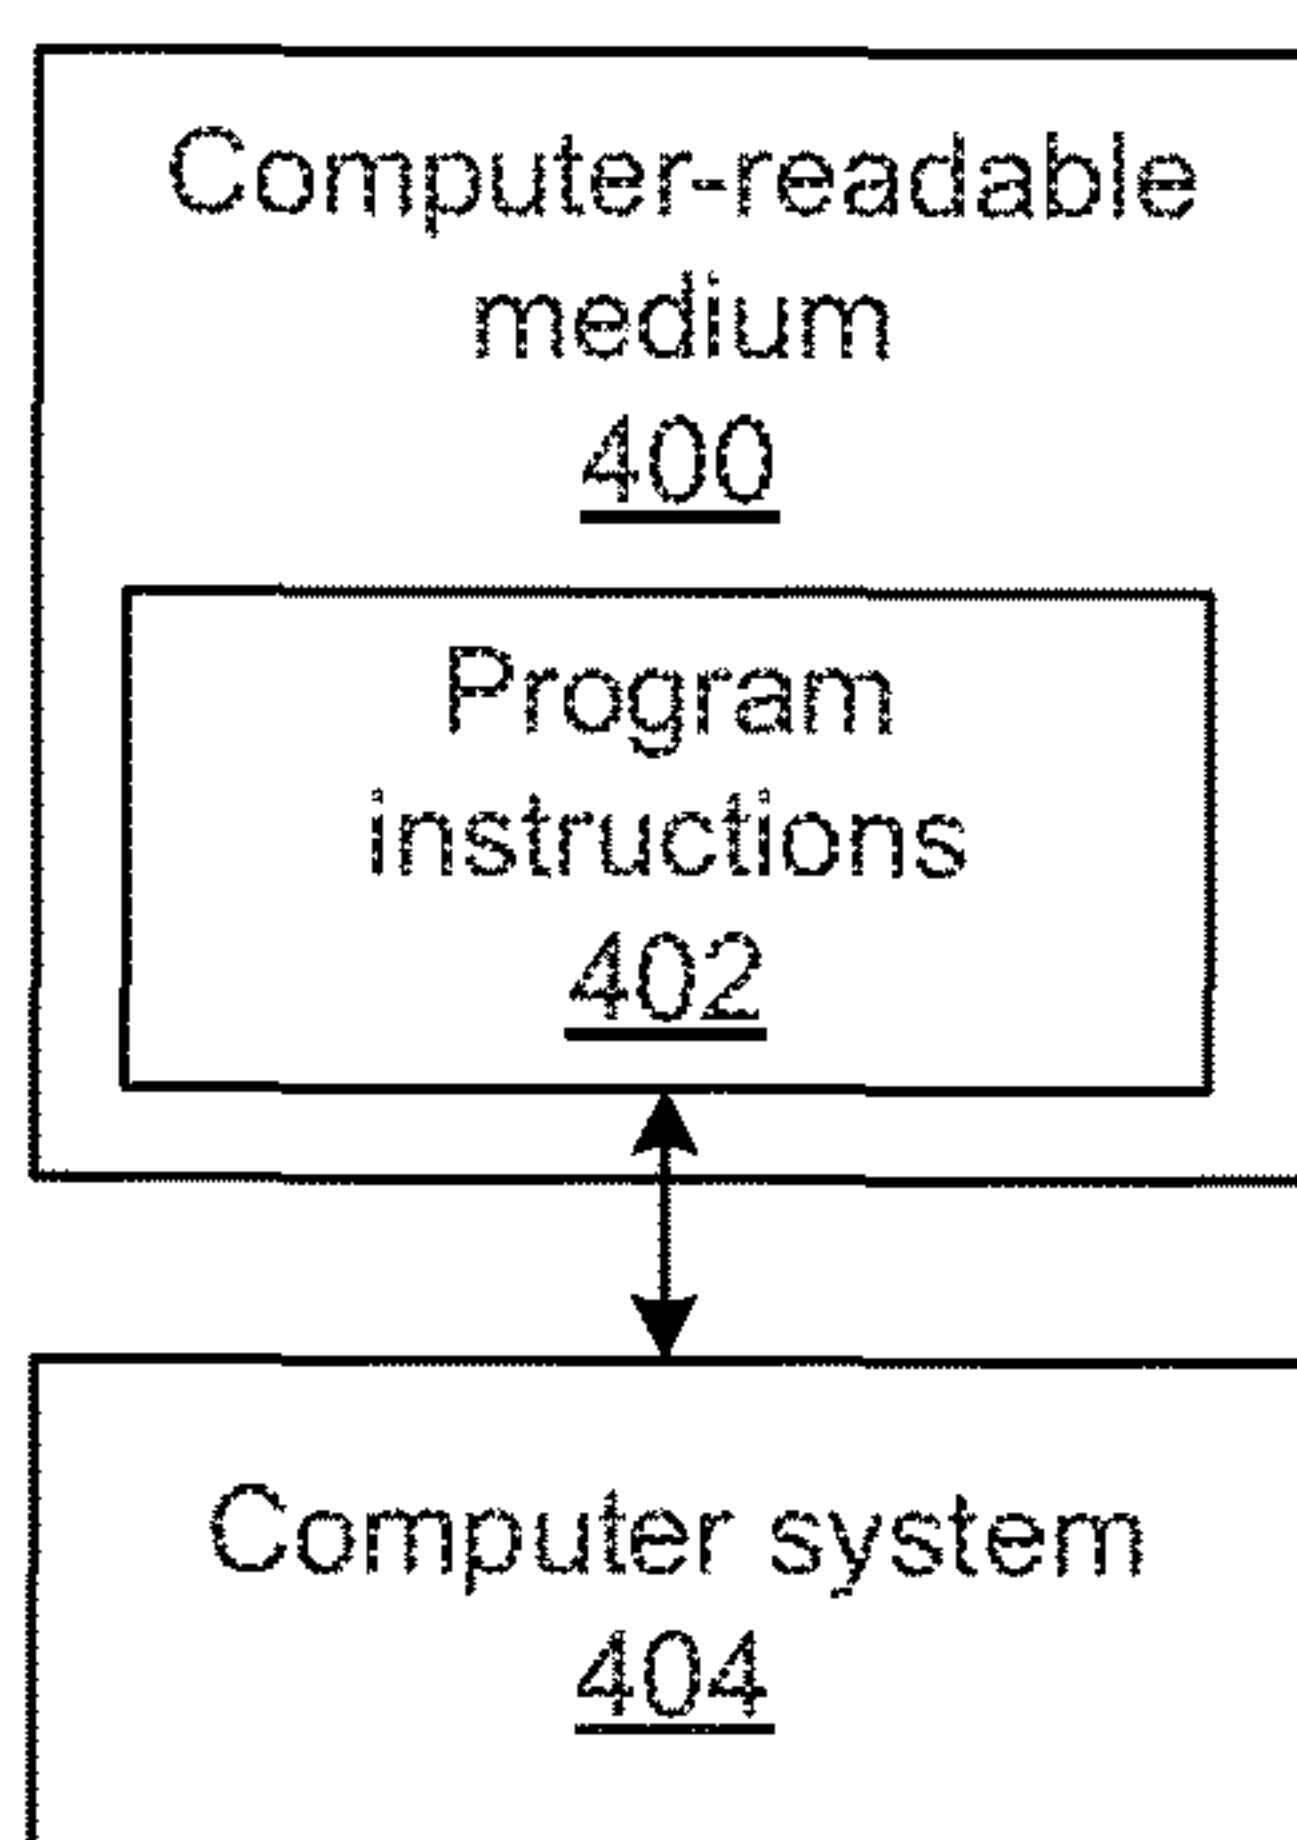 Computer-readable
medium
400
Program
instructions
402
Computer system
404